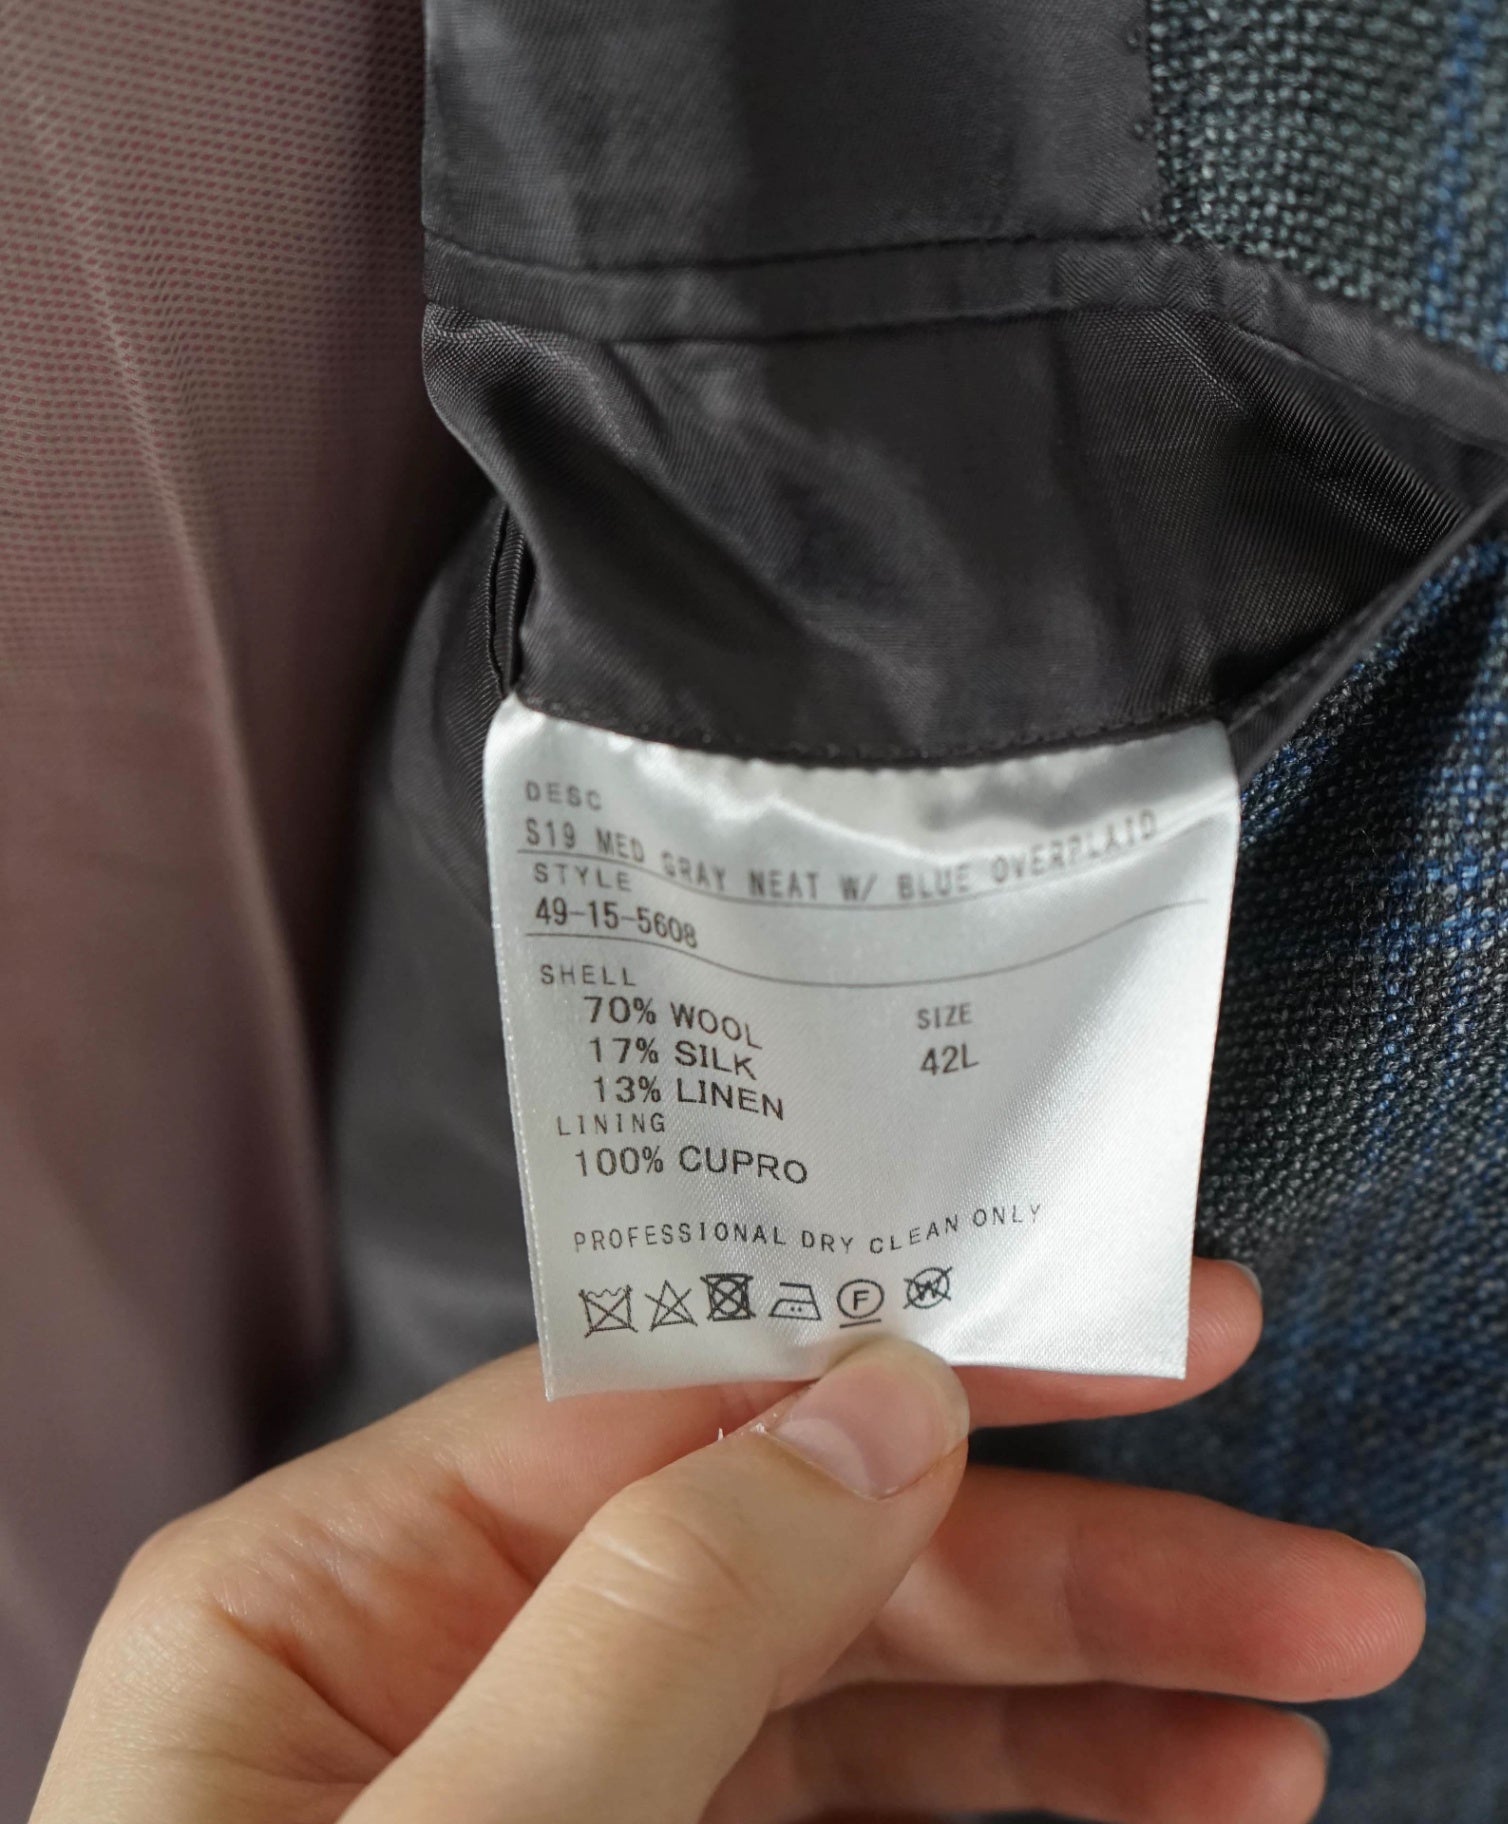 DESC
S19 MED GRAY NEAT W/ BLUE OVERPLAID
STYLE
49-15-5608
SHELL
70% WOOL
17% SILK
13% LINEN
SIZE
42L
LINING
100% CUPRO
PROFESSIONAL DRY CLEAN ONLY
F W